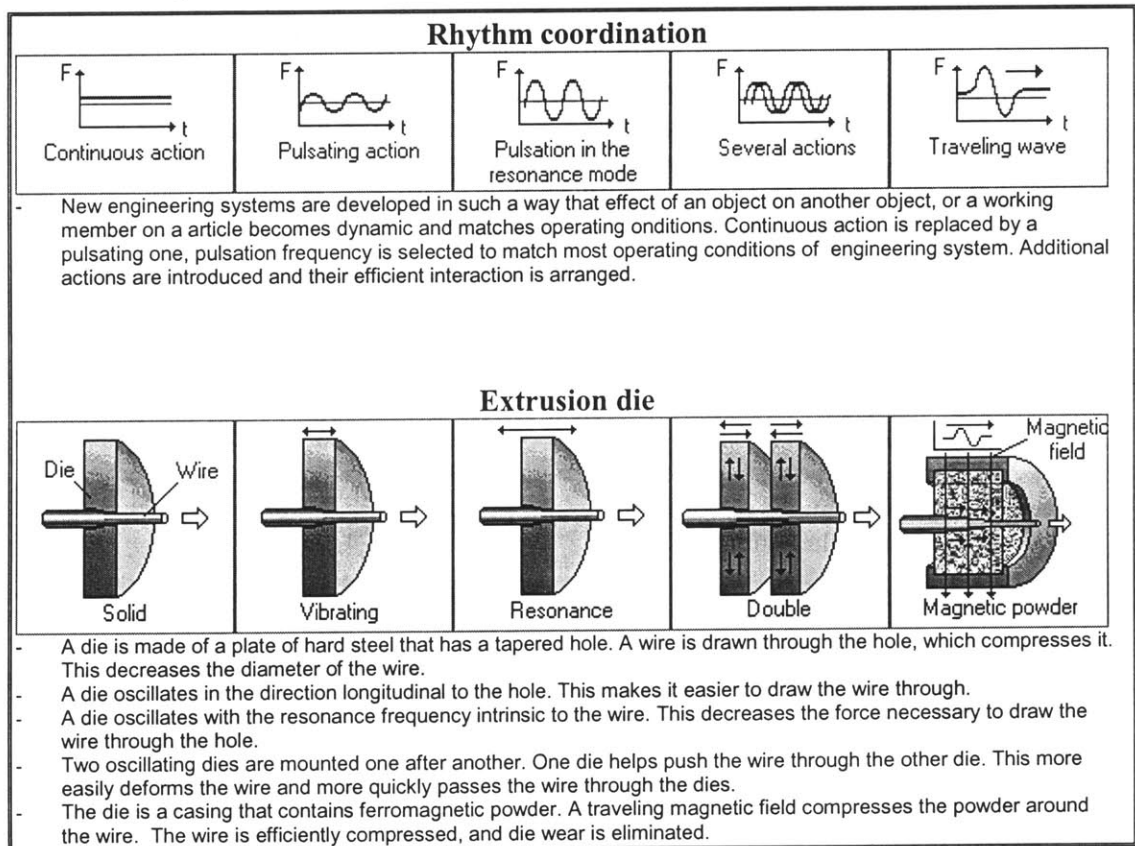 Rhythm coordination
F F F F F
t t t t t
Continuous action Pulsating action Pulsation in the Several actions Traveling wave
resonance mode
- New engineering systems are developed in such a way that effect of an object on another object, or a working
member on a article becomes dynamic and matches operating onditions. Continuous action is replaced by a
pulsating one, pulsation frequency is selected to match most operating conditions of engineering system. Additional
actions are introduced and their efficient interaction is arranged.
Extrusion die
Die Wire Magnetic
field
Solid Vibrating Resonance Double Magnetic powder
- A die is made of a plate of hard steel that has a tapered hole. A wire is drawn through the hole, which compresses it.
This decreases the diameter of the wire.
- A die oscillates in the direction longitudinal to the hole. This makes it easier to draw the wire through.
- A die oscillates with the resonance frequency intrinsic to the wire. This decreases the force necessary to draw the
wire through the hole.
- Two oscillating dies are mounted one after another. One die helps push the wire through the other die. This more
easily deforms the wire and more quickly passes the wire through the dies.
- The die is a casing that contains ferromagnetic powder. A traveling magnetic field compresses the powder around
the wire. The wire is efficiently compressed, and die wear is eliminated.